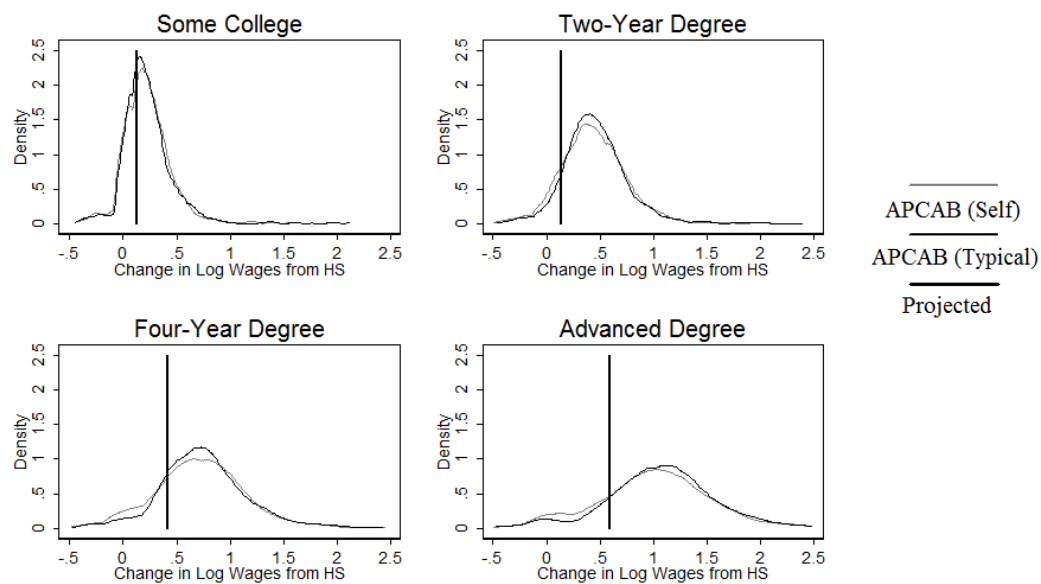 Some College
2.5
2
1.5
1
.5
0
Density
-.5 0 .5 1 1.5 2 2.5
Change in Log Wages from HS
Two-Year Degree
2.5
2
1.5
1
.5
0
Density
-.5 0 .5 1 1.5 2 2.5
Change in Log Wages from HS
APCAB (Self)
APCAB (Typical)
Projected
Four-Year Degree
2.5
2
1.5
1
.5
0
Density
-.5 0 .5 1 1.5 2 2.5
Change in Log Wages from HS
Advanced Degree
2.5
2
1.5
1
.5
0
Density
-.5 0 .5 1 1.5 2 2.5
Change in Log Wages from HS